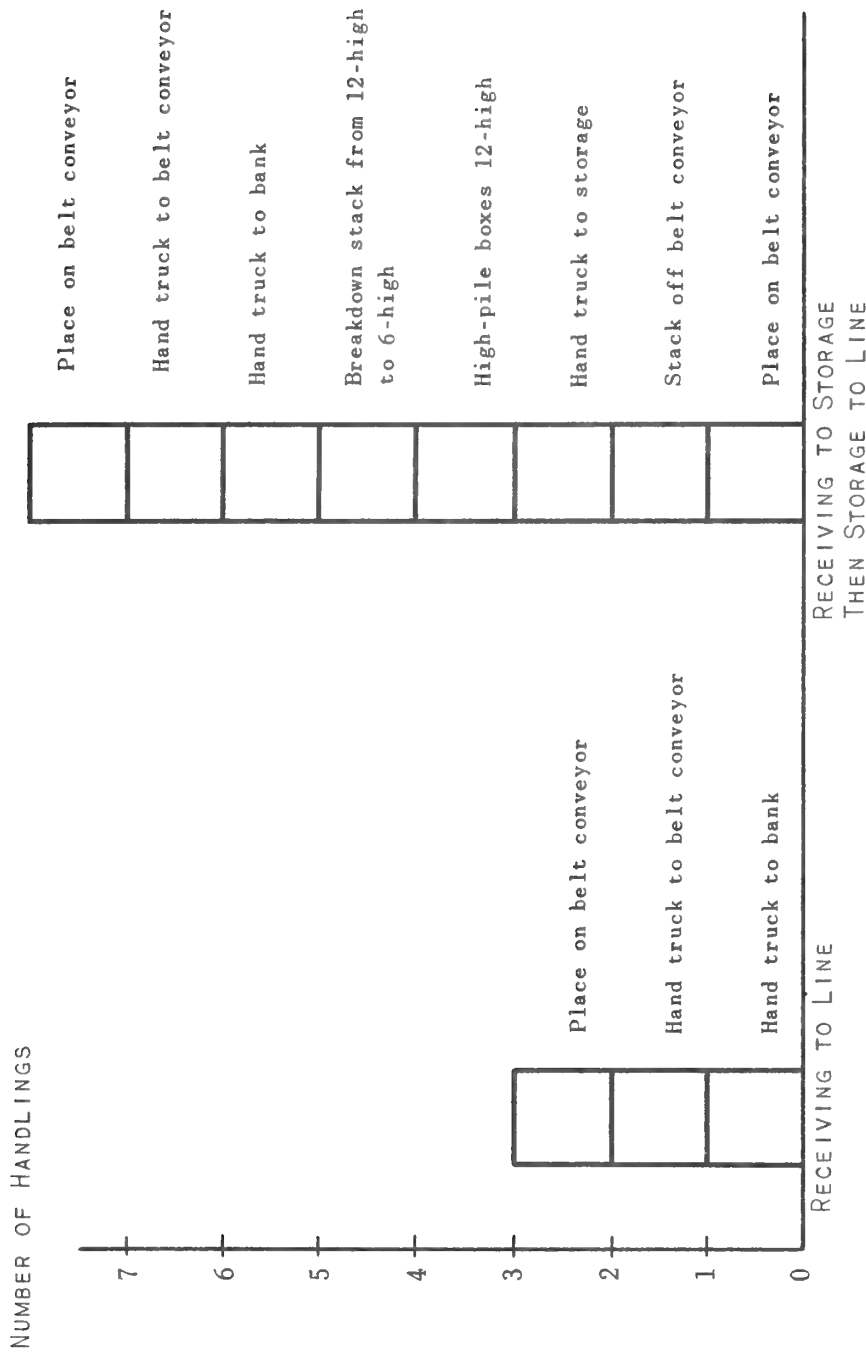 NUMBER OF HANDLINGS
7
6
5
4
3
2
1
0
Place on belt conveyor
Hand truck to belt conveyor
Hand truck to bank
RECEIVING TO LINE
Place on belt conveyor
Hand truck to belt conveyor
Hand truck to bank
Breakdown stack from 12-high
to 6-high
High-pile boxes 12-high
Hand truck to storage
Stack off belt conveyor
Place on belt conveyor
RECEIVING TO STORAGE
THEN STORAGE TO LINE